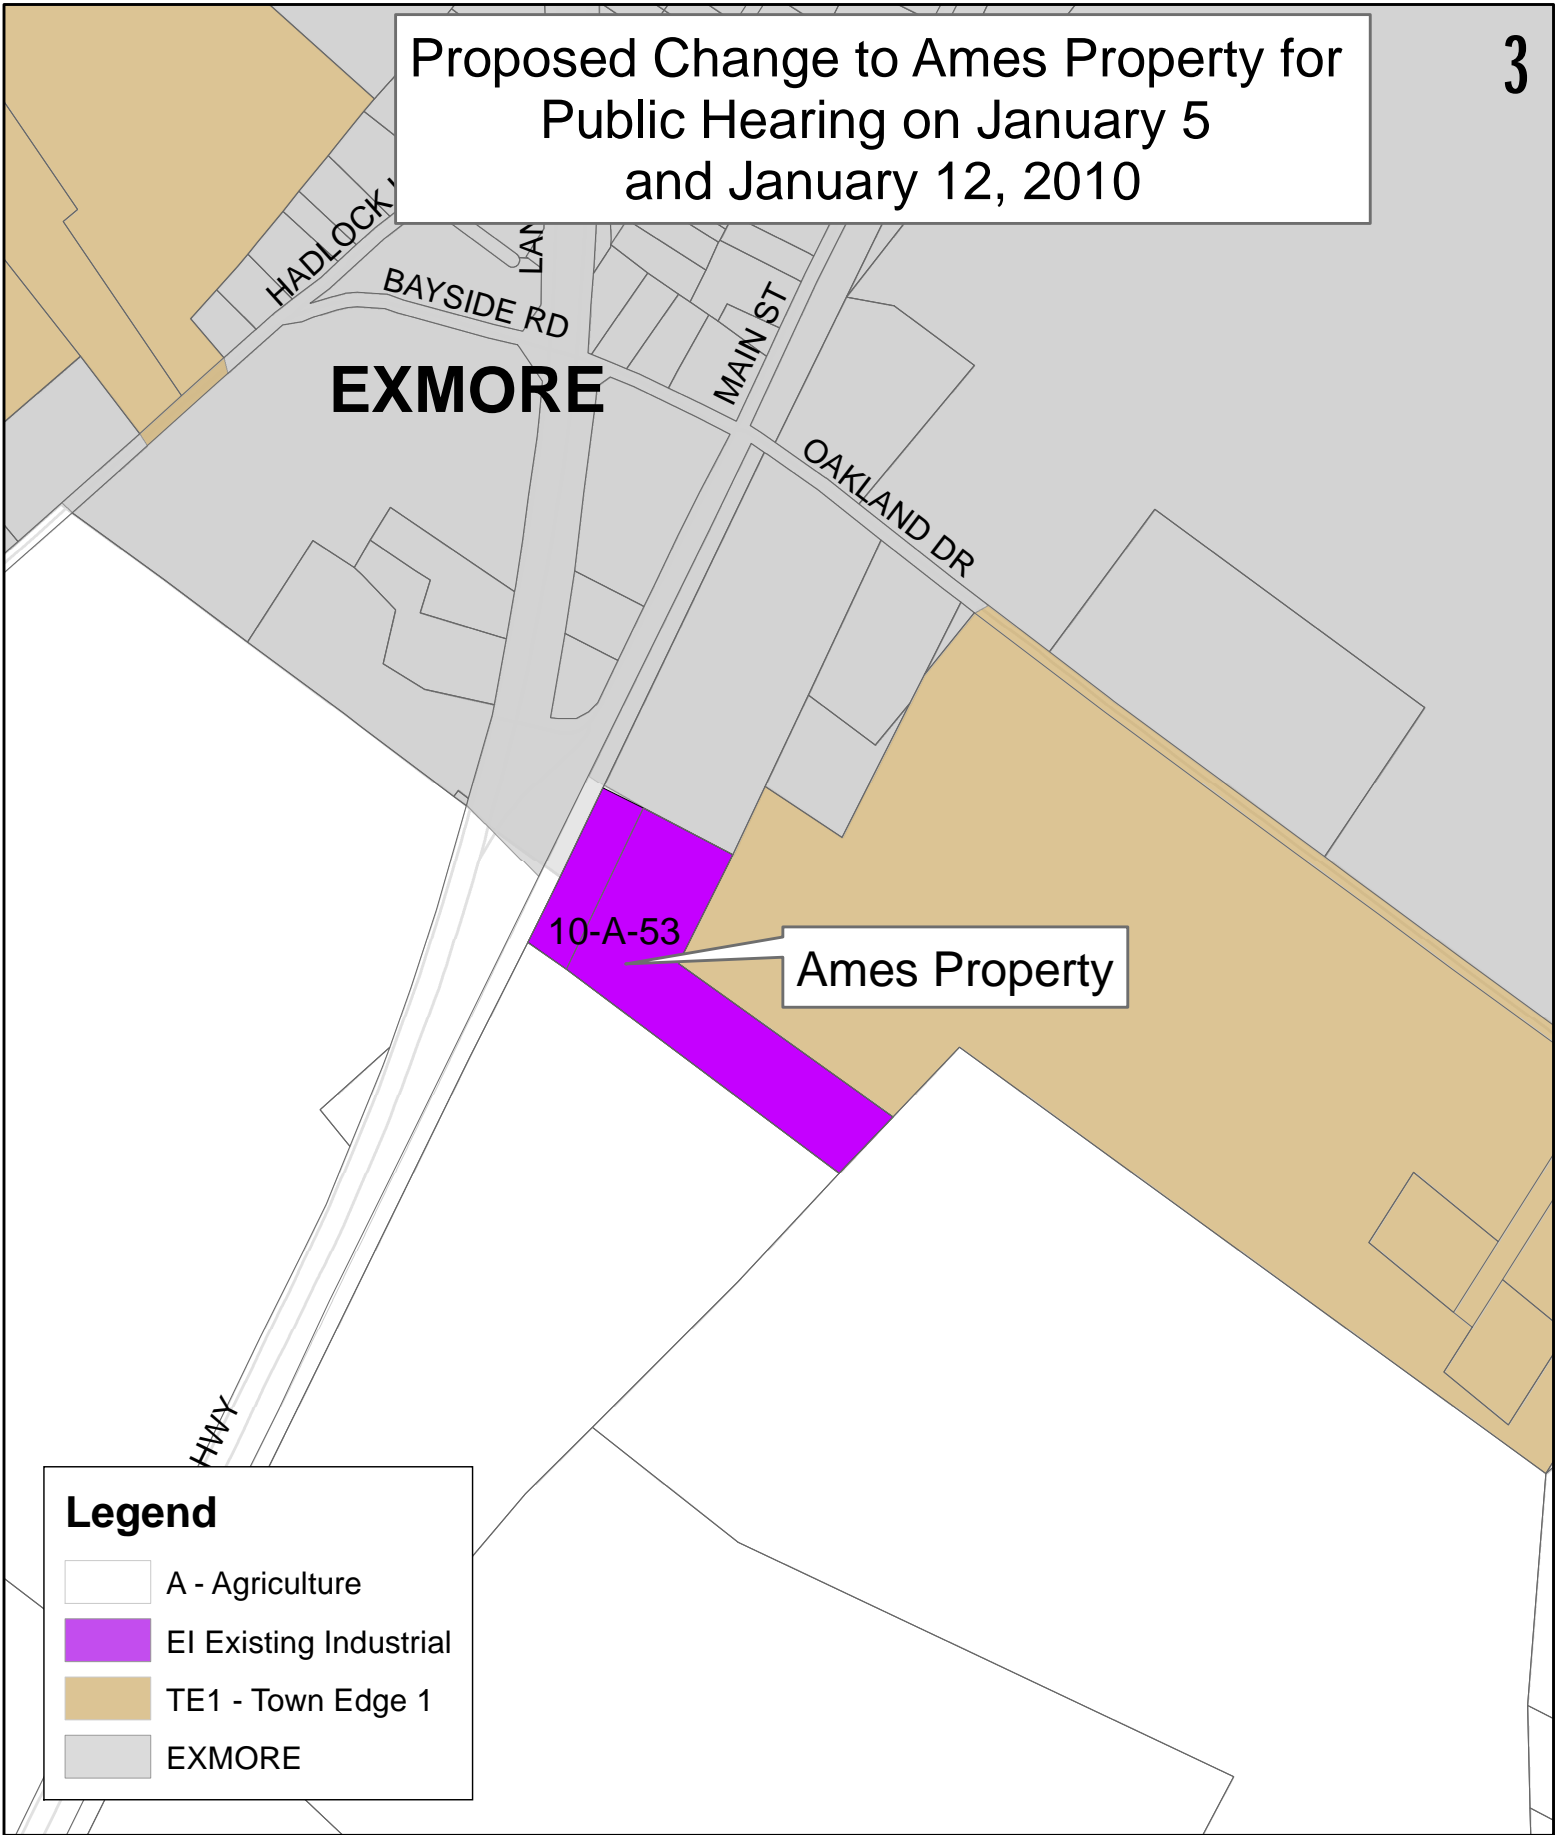 Proposed Change to Ames Property for
Public Hearing on January 5
and January 12, 2010
3
HADLOCK
LAN
BAYSIDE RD
MAIN ST
EXMORE
OAKLAND DR
10-A-53
Ames Property
HWY
Legend
A - Agriculture
EI Existing Industrial
TE1 - Town Edge 1
EXMORE